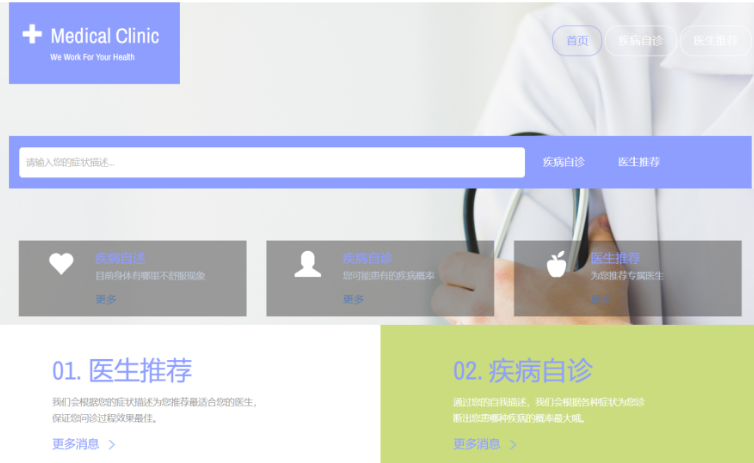 Medical Clinic
We Work For Your Health
首页
疾病自诊
医生推荐
请输入您的症状描述...
疾病自诊
医生推荐
疾病自述
目前身体有哪里不舒服现象
更多
疾病自诊
您可能患有的疾病概率
更多
医生推荐
为您推荐专属医生
更多
01. 医生推荐
我们会根据您的症状描述为您推荐最适合您的医生，
保证您问诊过程效果最佳。
更多消息
02. 疾病自诊
通过您的自我描述，我们会根据各种症状为您诊
断出您患哪种疾病的概率最大哦。
更多消息